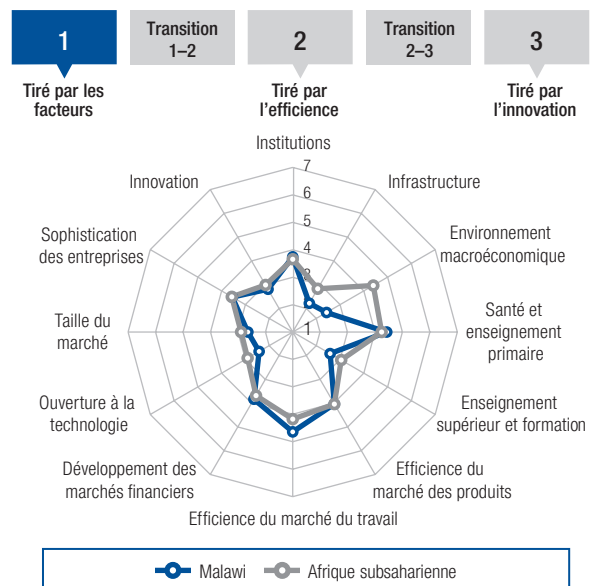 1
Transition
1–2
2
Transition
2–3
3
Tiré par les
facteurs
Tiré par
l'efficience
Tiré par
l'innovation
Institutions
7
6
5
4
3
1
Infrastructure
Environnement
macroéconomique
Santé et
enseignement
primaire
Enseignement
supérieur et formation
Efficience du
marché des produits
Efficience du marché du travail
Développement des
marchés financiers
Ouverture à la
technologie
Taille du
marché
Sophistication
des entreprises
Innovation
Malawi Afrique subsaharienne